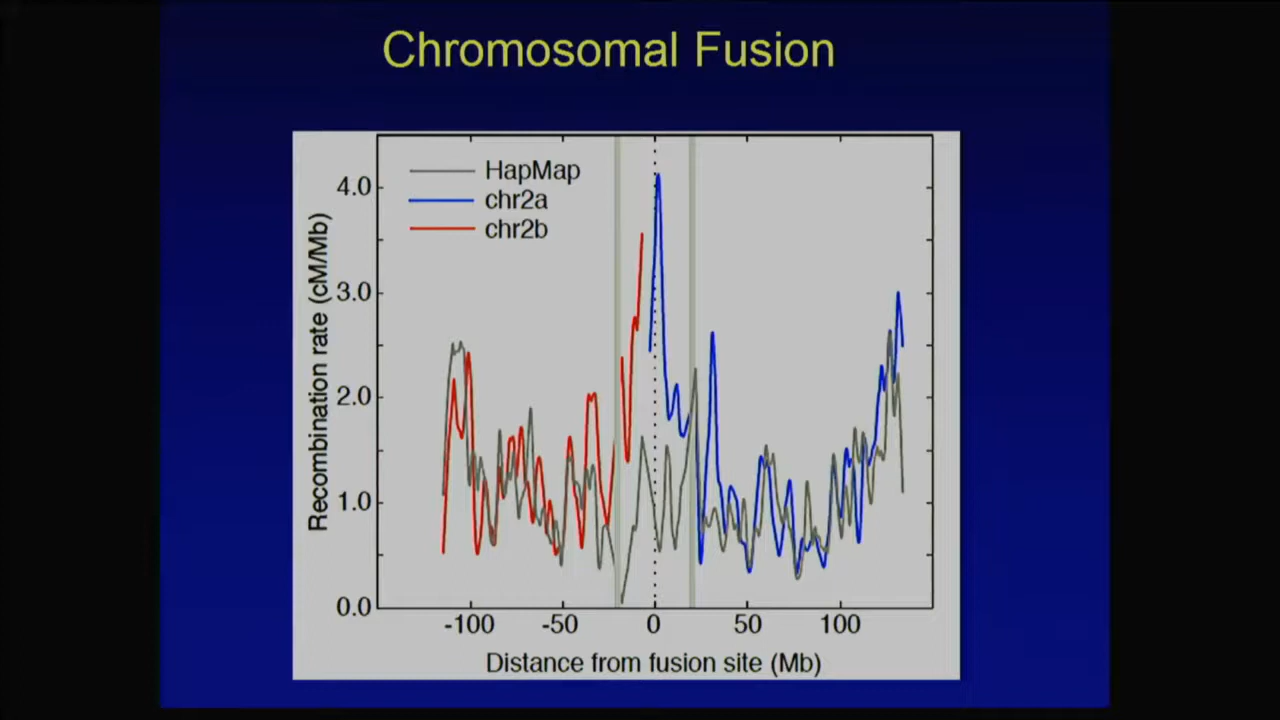 Chromosomal Fusion
HapMap
chr2a
chr2b
4.0
3.0
2.0
1.0
0.0
Recombination rate (cM/Mb)
-100 -50 0 50 100
Distance from fusion site (Mb)